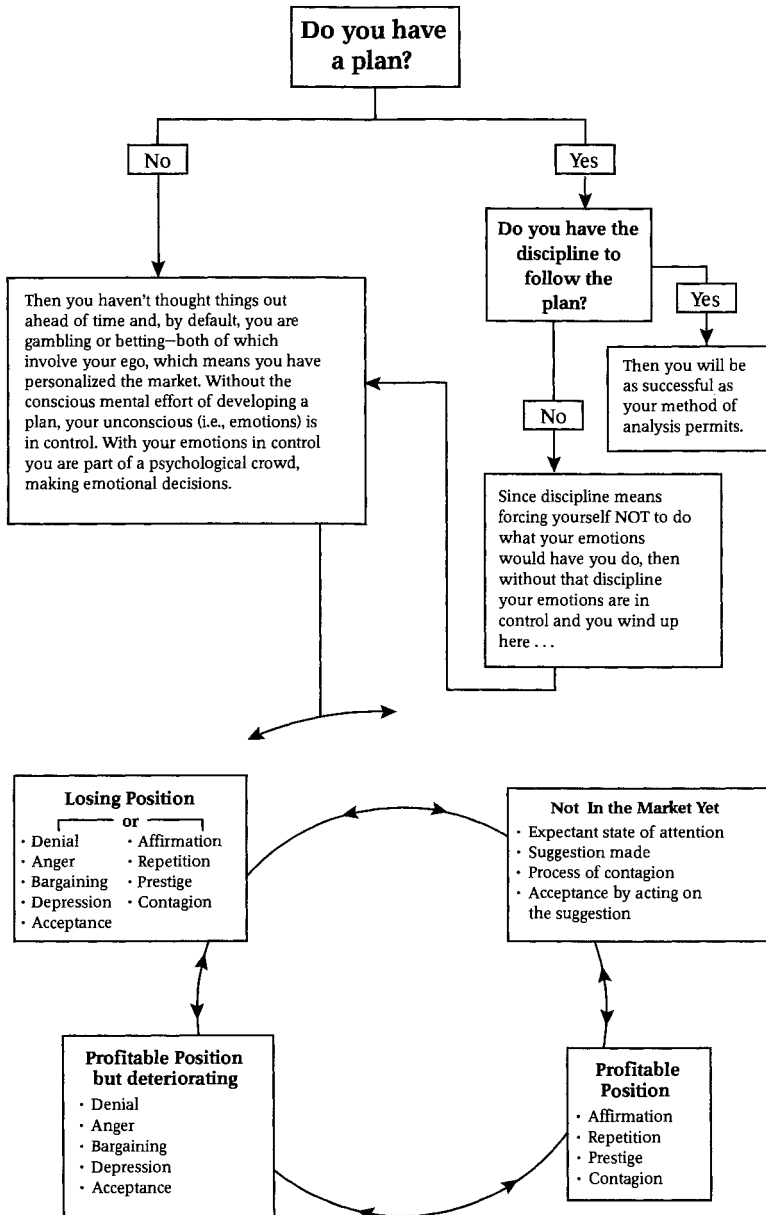 Do you have
a plan?
No
Yes
Do you have the
discipline to
follow the
plan?
Yes
Then you haven't thought things out
ahead of time and, by default, you are
gambling or betting—both of which
involve your ego, which means you have
personalized the market. Without the
conscious mental effort of developing a
plan, your unconscious (i.e., emotions) is
in control. With your emotions in control
you are part of a psychological crowd,
making emotional decisions.
Then you will be
as successful as
your method of
analysis permits.
No
Since discipline means
forcing yourself NOT to do
what your emotions
would have you do, then
without that discipline
your emotions are in
control and you wind up
here . . .
Losing Position
or
· Denial
· Anger
· Bargaining
· Depression
· Acceptance
· Affirmation
· Repetition
· Prestige
· Contagion
Not In the Market Yet
· Expectant state of attention
· Suggestion made
· Process of contagion
· Acceptance by acting on
the suggestion
Profitable Position
but deteriorating
· Denial
· Anger
· Bargaining
· Depression
· Acceptance
Profitable
Position
· Affirmation
· Repetition
· Prestige
· Contagion